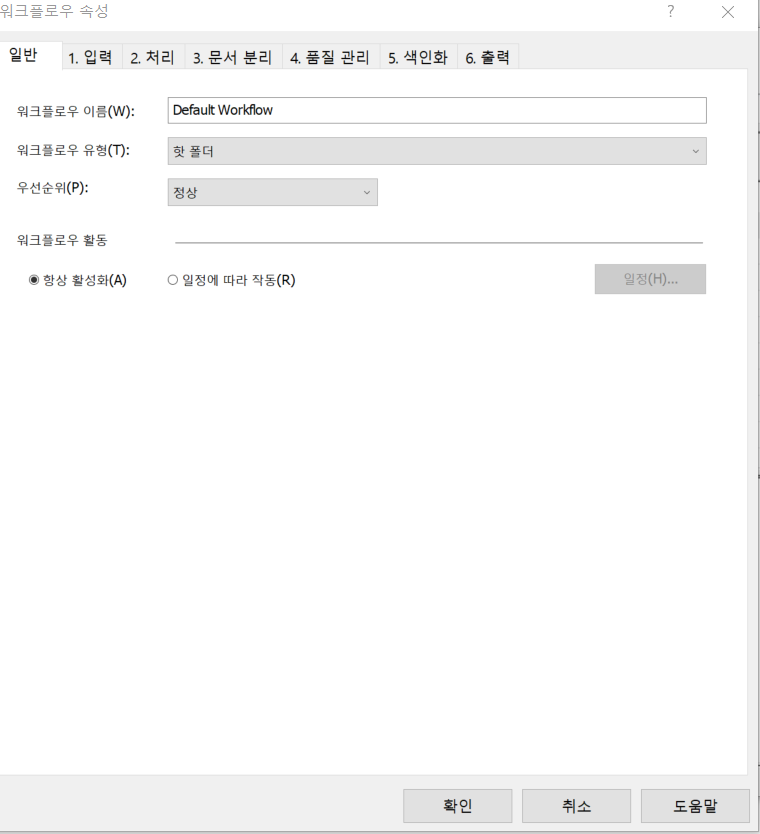 워크플로우 속성
?
일반 1. 입력 2. 처리 3. 문서 분리 4. 품질 관리 5. 색인화 6. 출력
워크플로우 이름(W): Default Workflow
워크플로우 유형(T): 핫 폴더
우선순위(P): 정상
워크플로우 활동
항상 활성화(A) 일정에 따라 작동(R) 일정(H)...
확인 취소 도움말